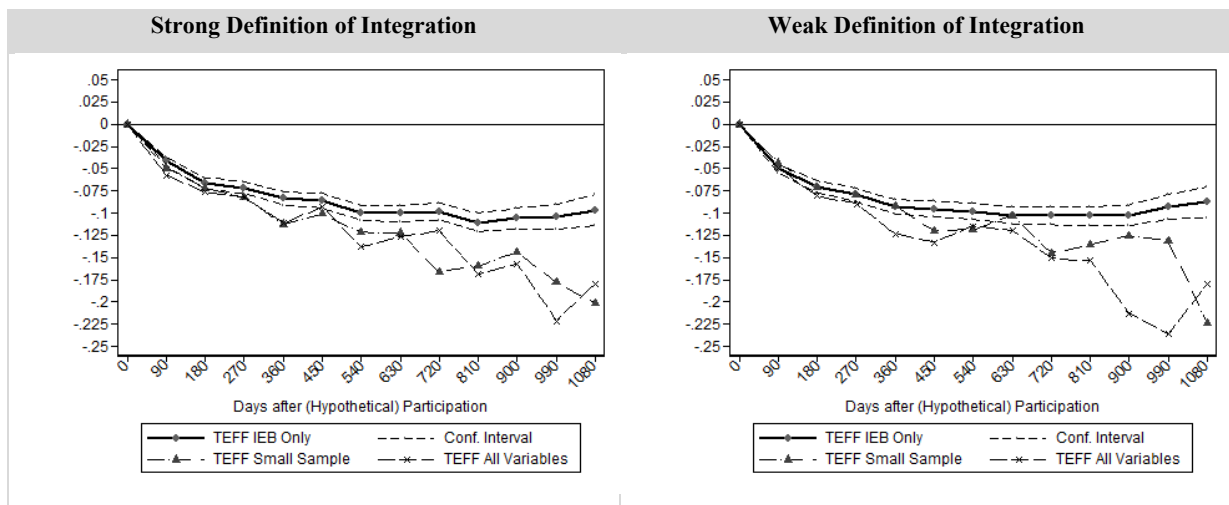 Strong Definition of Integration
Weak Definition of Integration
.05
.025
0
-.025
-.05
-.075
-.1
-.125
-.15
-.175
-.2
-.225
-.25
0 90 180 270 360 450 540 630 720 810 900 990 1080
Days after (Hypothetical) Participation
TEFF IEB Only Conf. Interval
TEFF Small Sample TEFF All Variables
.05
.025
0
-.025
-.05
-.075
-.1
-.125
-.15
-.175
-.2
-.225
-.25
0 90 180 270 360 450 540 630 720 810 900 990 1080
Days after (Hypothetical) Participation
TEFF IEB Only Conf. Interval
TEFF Small Sample TEFF All Variables